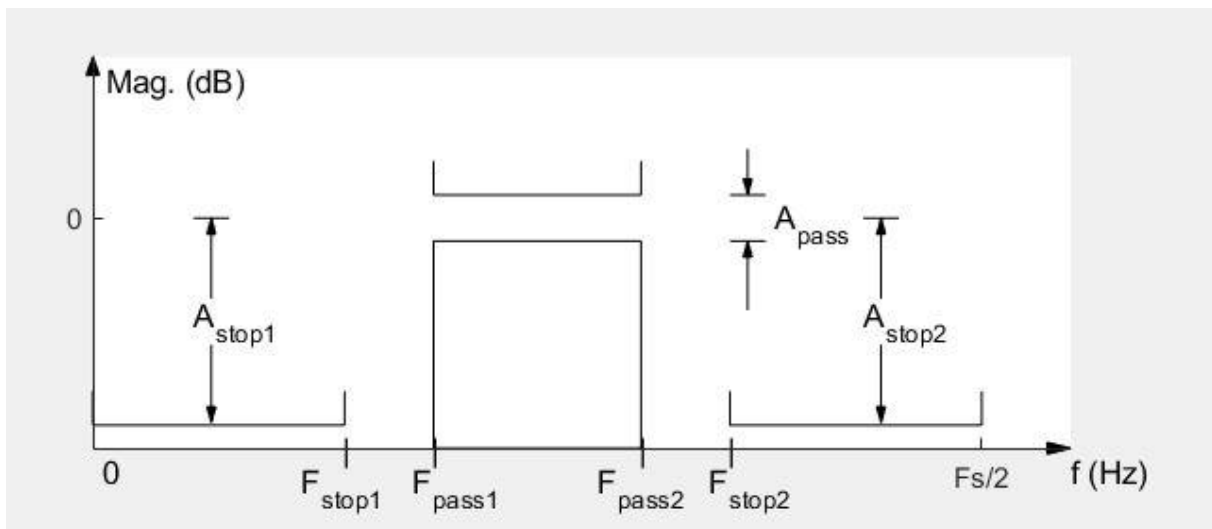 Mag. (dB)
0
A_pass
A_stop1
A_stop2
0
F_stop1
F_pass1
F_pass2
F_stop2
Fs/2
f (Hz)